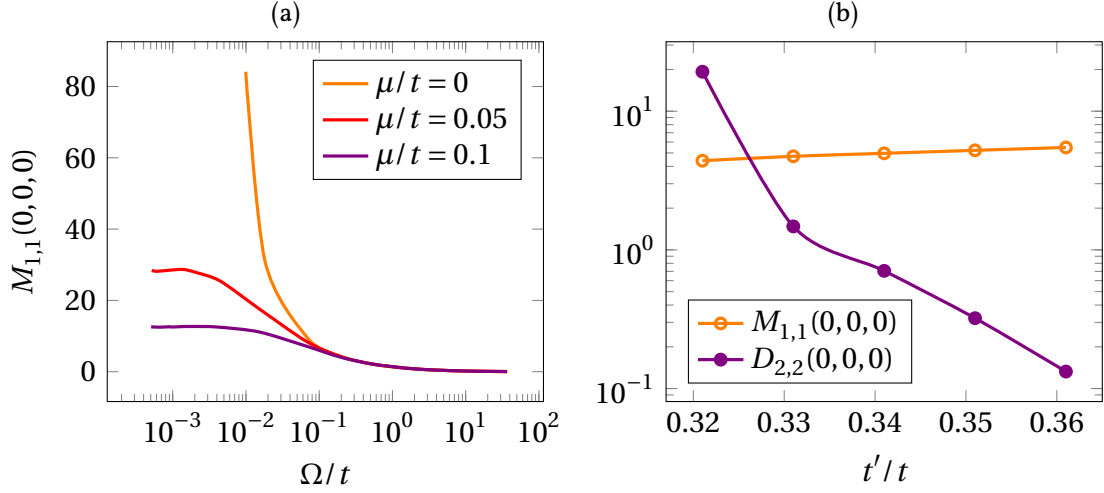 (a)
M₁,₁(0,0,0)
80
60
40
20
0
10⁻³ 10⁻² 10⁻¹ 10⁰ 10¹ 10²
Ω/t
μ/t = 0
μ/t = 0.05
μ/t = 0.1
(b)
10¹
10⁰
10⁻¹
0.32 0.33 0.34 0.35 0.36
t′/t
M₁,₁(0,0,0)
D₂,₂(0,0,0)